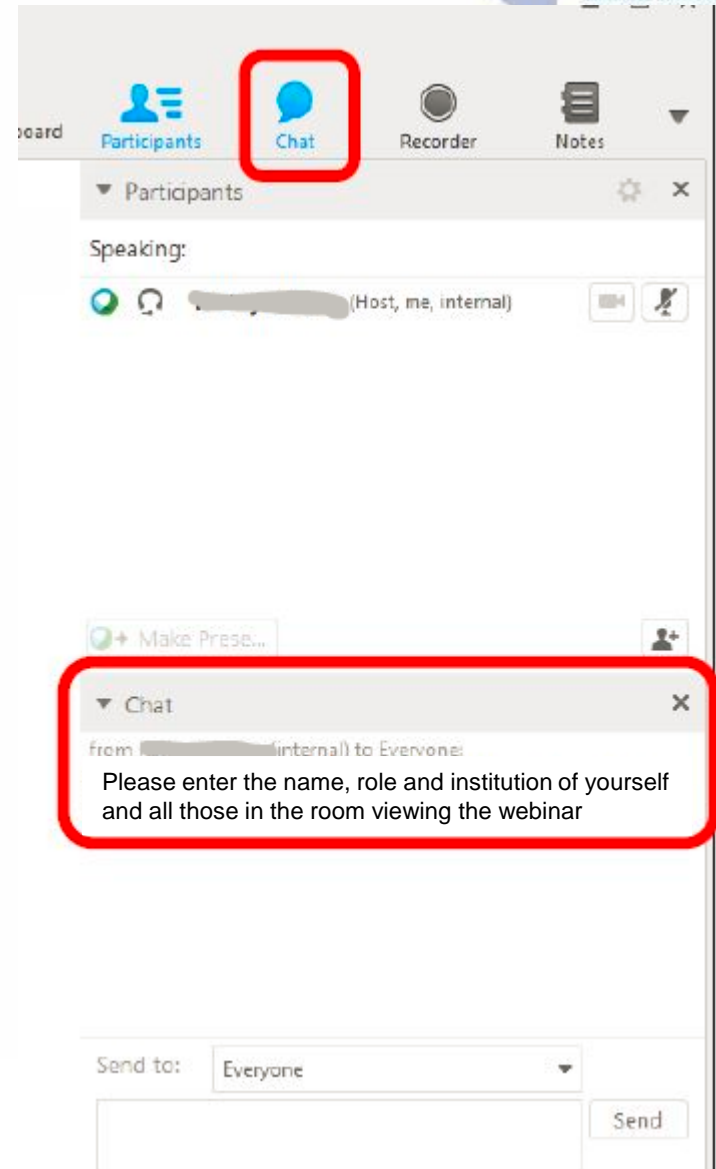 oard
Participants
Chat
Recorder
Notes
Participants
Speaking:
(Host, me, internal)
Make Prese...
Chat
from (internal) to Everyone:
Please enter the name, role and institution of yourself
and all those in the room viewing the webinar
Send to:
Everyone
Send